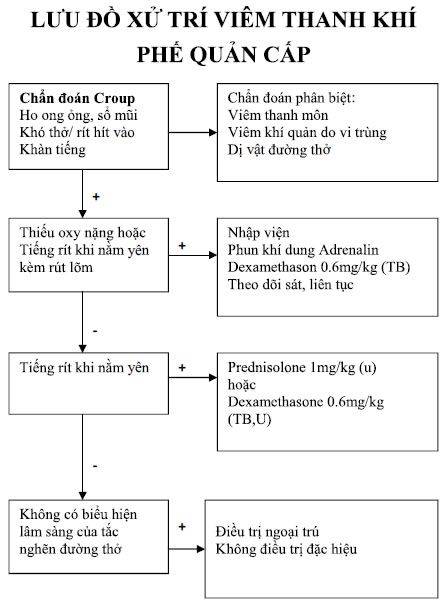 LƯU ĐỒ XỬ TRÍ VIÊM THANH KHÍ
PHẾ QUẢN CẤP
Chẩn đoán Croup
Ho ong ỏng, sổ mũi
Khó thở/ rít hít vào
Khàn tiếng
Chẩn đoán phân biệt:
Viêm thanh môn
Viêm khí quản do vi trùng
Dị vật đường thở
+
Thiếu oxy nặng hoặc
Tiếng rít khi nằm yên
kèm rút lõm
+
Nhập viện
Phun khí dung Adrenalin
Dexamethason 0.6mg/kg (TB)
Theo dõi sát, liên tục
-
Tiếng rít khi nằm yên
+
Prednisolone 1mg/kg (u)
hoặc
Dexamethasone 0.6mg/kg
(TB,U)
-
Không có biểu hiện
lâm sàng của tắc
nghẽn đường thở
+
Điều trị ngoại trú
Không điều trị đặc hiệu